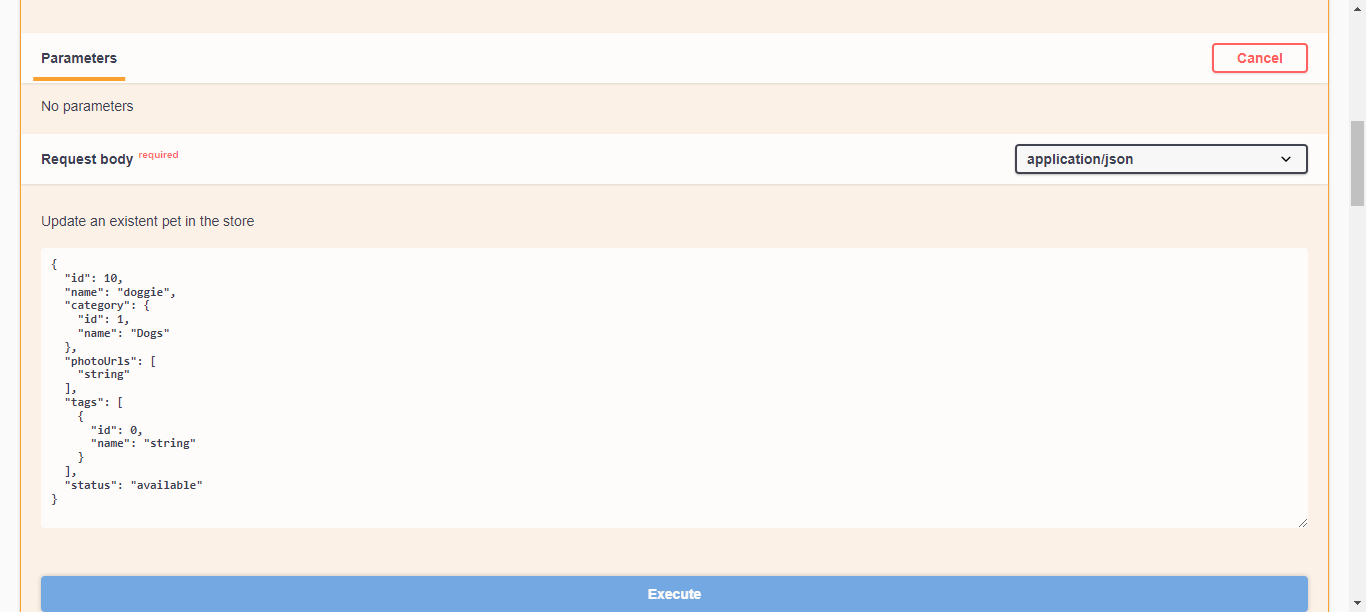 Parameters
Cancel
No parameters
Request body required
application/json
Update an existent pet in the store
{
  "id": 10,
  "name": "doggie",
  "category": {
    "id": 1,
    "name": "Dogs"
  },
  "photoUrls": [
    "string"
  ],
  "tags": [
    {
      "id": 0,
      "name": "string"
    }
  ],
  "status": "available"
}
Execute